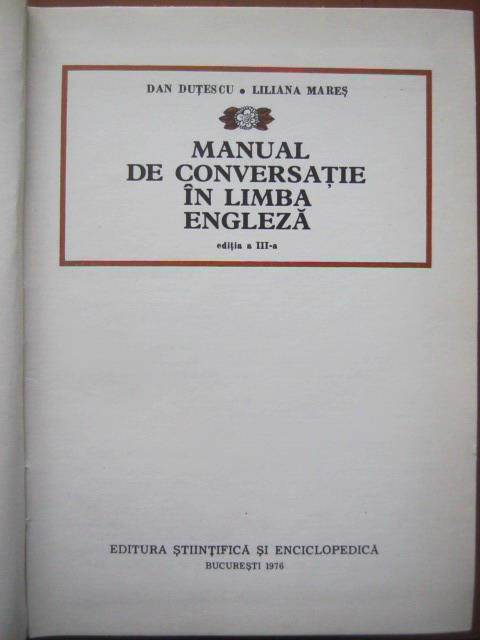 DAN DUȚESCU • LILIANA MAREȘ
MANUAL
DE CONVERSAȚIE
ÎN LIMBA
ENGLEZĂ
ediția a III-a
EDITURA ȘTIINȚIFICĂ ȘI ENCICLOPEDICĂ
BUCUREȘTI 1976